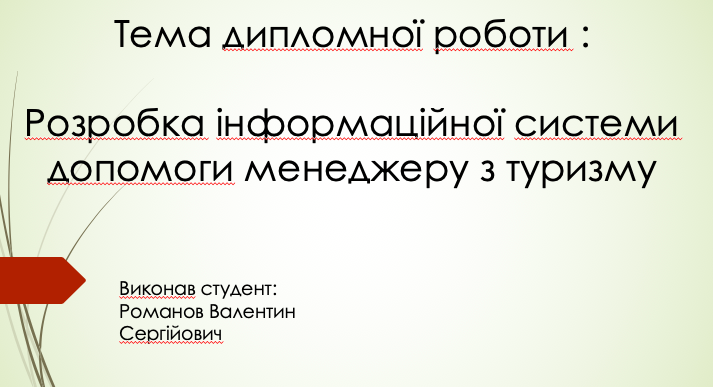 Тема дипломної роботи :
Розробка інформаційної системи
допомоги менеджеру з туризму
Виконав студент:
Романов Валентин
Сергійович